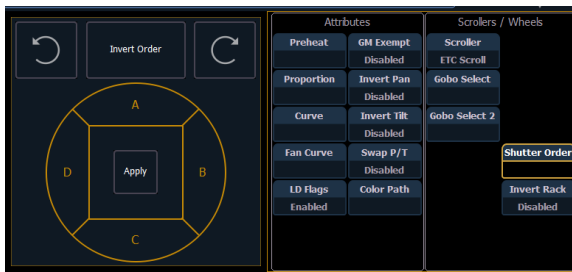 Invert Order
A
D
Apply
B
C
Attributes
Preheat
GM Exempt
Disabled
Proportion
Invert Pan
Disabled
Curve
Invert Tilt
Disabled
Fan Curve
Swap P/T
Disabled
LD Flags
Enabled
Color Path
Scrollers / Wheels
Scroller
ETC Scroll
Gobo Select
Gobo Select 2
Shutter Order
Invert Rack
Disabled